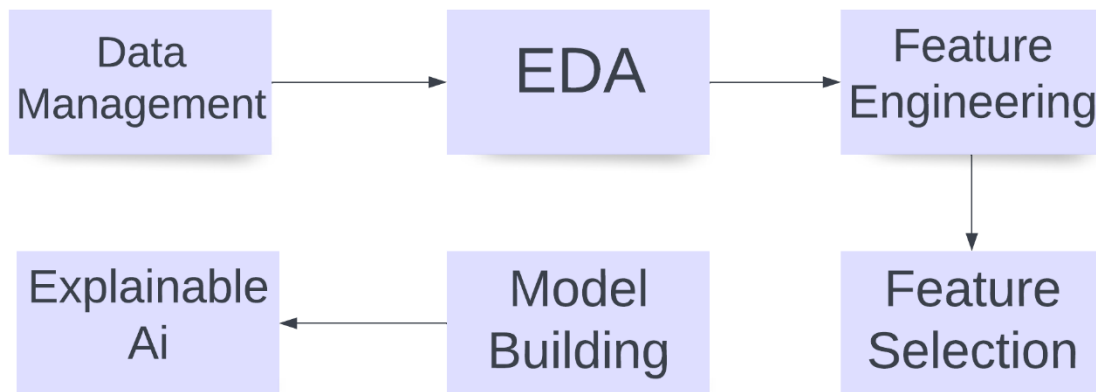 Data
Management
EDA
Feature
Engineering
Explainable
Ai
Model
Building
Feature
Selection